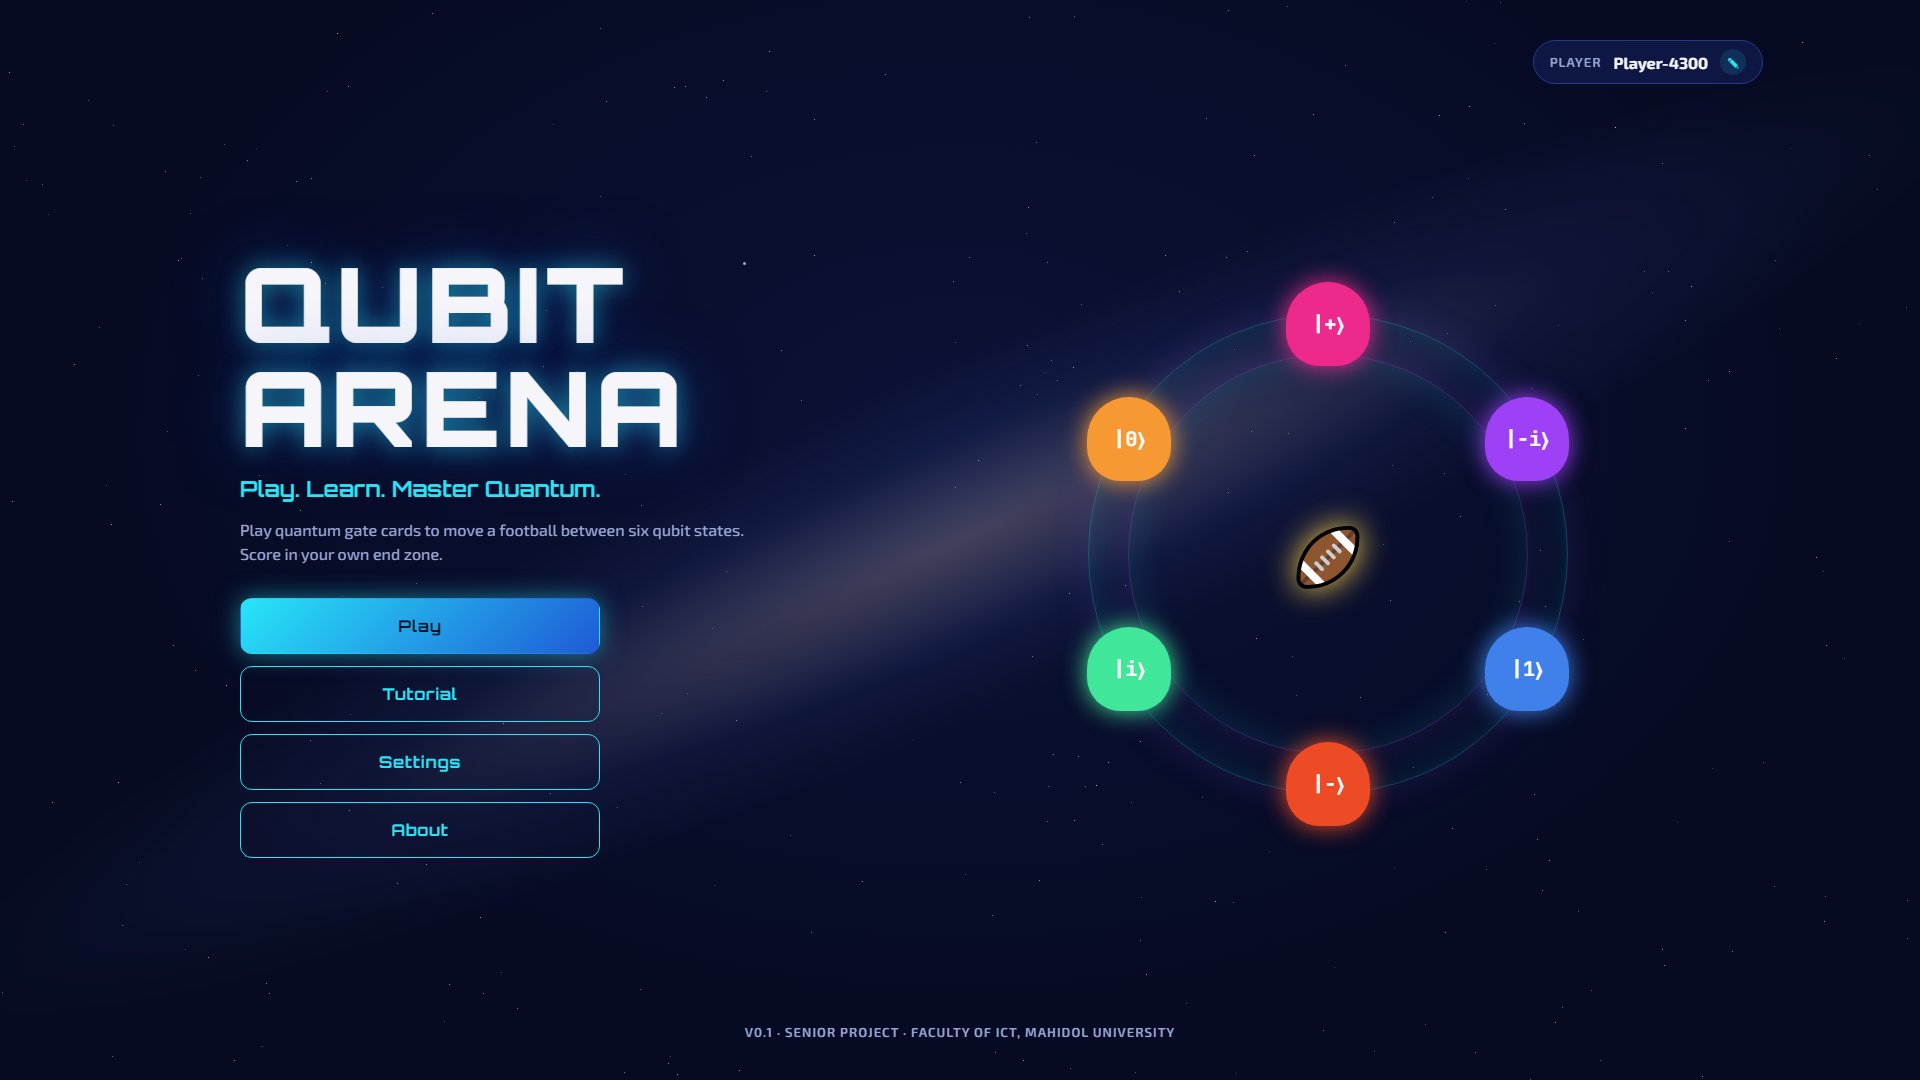 PLAYER Player-4300
QUBIT
ARENA
Play. Learn. Master Quantum.
Play quantum gate cards to move a football between six qubit states.
Score in your own end zone.
Play
Tutorial
Settings
About
|+⟩
|0⟩
|-i⟩
|i⟩
|1⟩
|-⟩
V0.1 · SENIOR PROJECT · FACULTY OF ICT, MAHIDOL UNIVERSITY